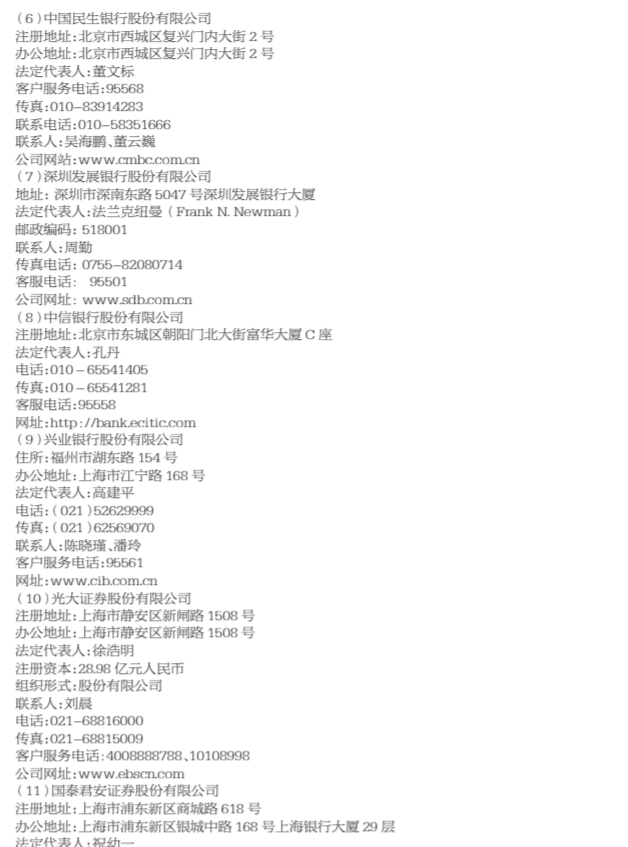 （6）中国民生银行股份有限公司
注册地址:北京市西城区复兴门内大街 2 号
办公地址:北京市西城区复兴门内大街 2 号
法定代表人:董文标
客户服务电话:95568
传真:010-83914283
联系电话:010-58351666
联系人:吴海鹏、董云巍
公司网站:www.cmbc.com.cn
（7）深圳发展银行股份有限公司
地址: 深圳市深南东路 5047 号深圳发展银行大厦
法定代表人:法兰克纽曼（Frank N. Newman）
邮政编码: 518001
联系人:周勤
传真电话: 0755-82080714
客服电话: 95501
公司网址: www.sdb.com.cn
（8）中信银行股份有限公司
注册地址:北京市东城区朝阳门北大街富华大厦 C 座
法定代表人:孔丹
电话:010－65541405
传真:010－65541281
客服电话:95558
网址:http://bank.ecitic.com
（9）兴业银行股份有限公司
住所:福州市湖东路 154 号
办公地址:上海市江宁路 168 号
法定代表人:高建平
电话:（021）52629999
传真:（021）62569070
联系人:陈晓瑾、潘玲
客户服务电话:95561
网址:www.cib.com.cn
（10）光大证券股份有限公司
注册地址:上海市静安区新闸路 1508 号
办公地址:上海市静安区新闸路 1508 号
法定代表人:徐浩明
注册资本:28.98 亿元人民币
组织形式:股份有限公司
联系人:刘晨
电话:021-68816000
传真:021-68815009
客户服务电话:4008888788、10108998
公司网址:www.ebscn.com
（11）国泰君安证券股份有限公司
注册地址:上海市浦东新区商城路 618 号
办公地址:上海市浦东新区银城中路 168 号上海银行大厦 29 层
法定代表人:祝幼一